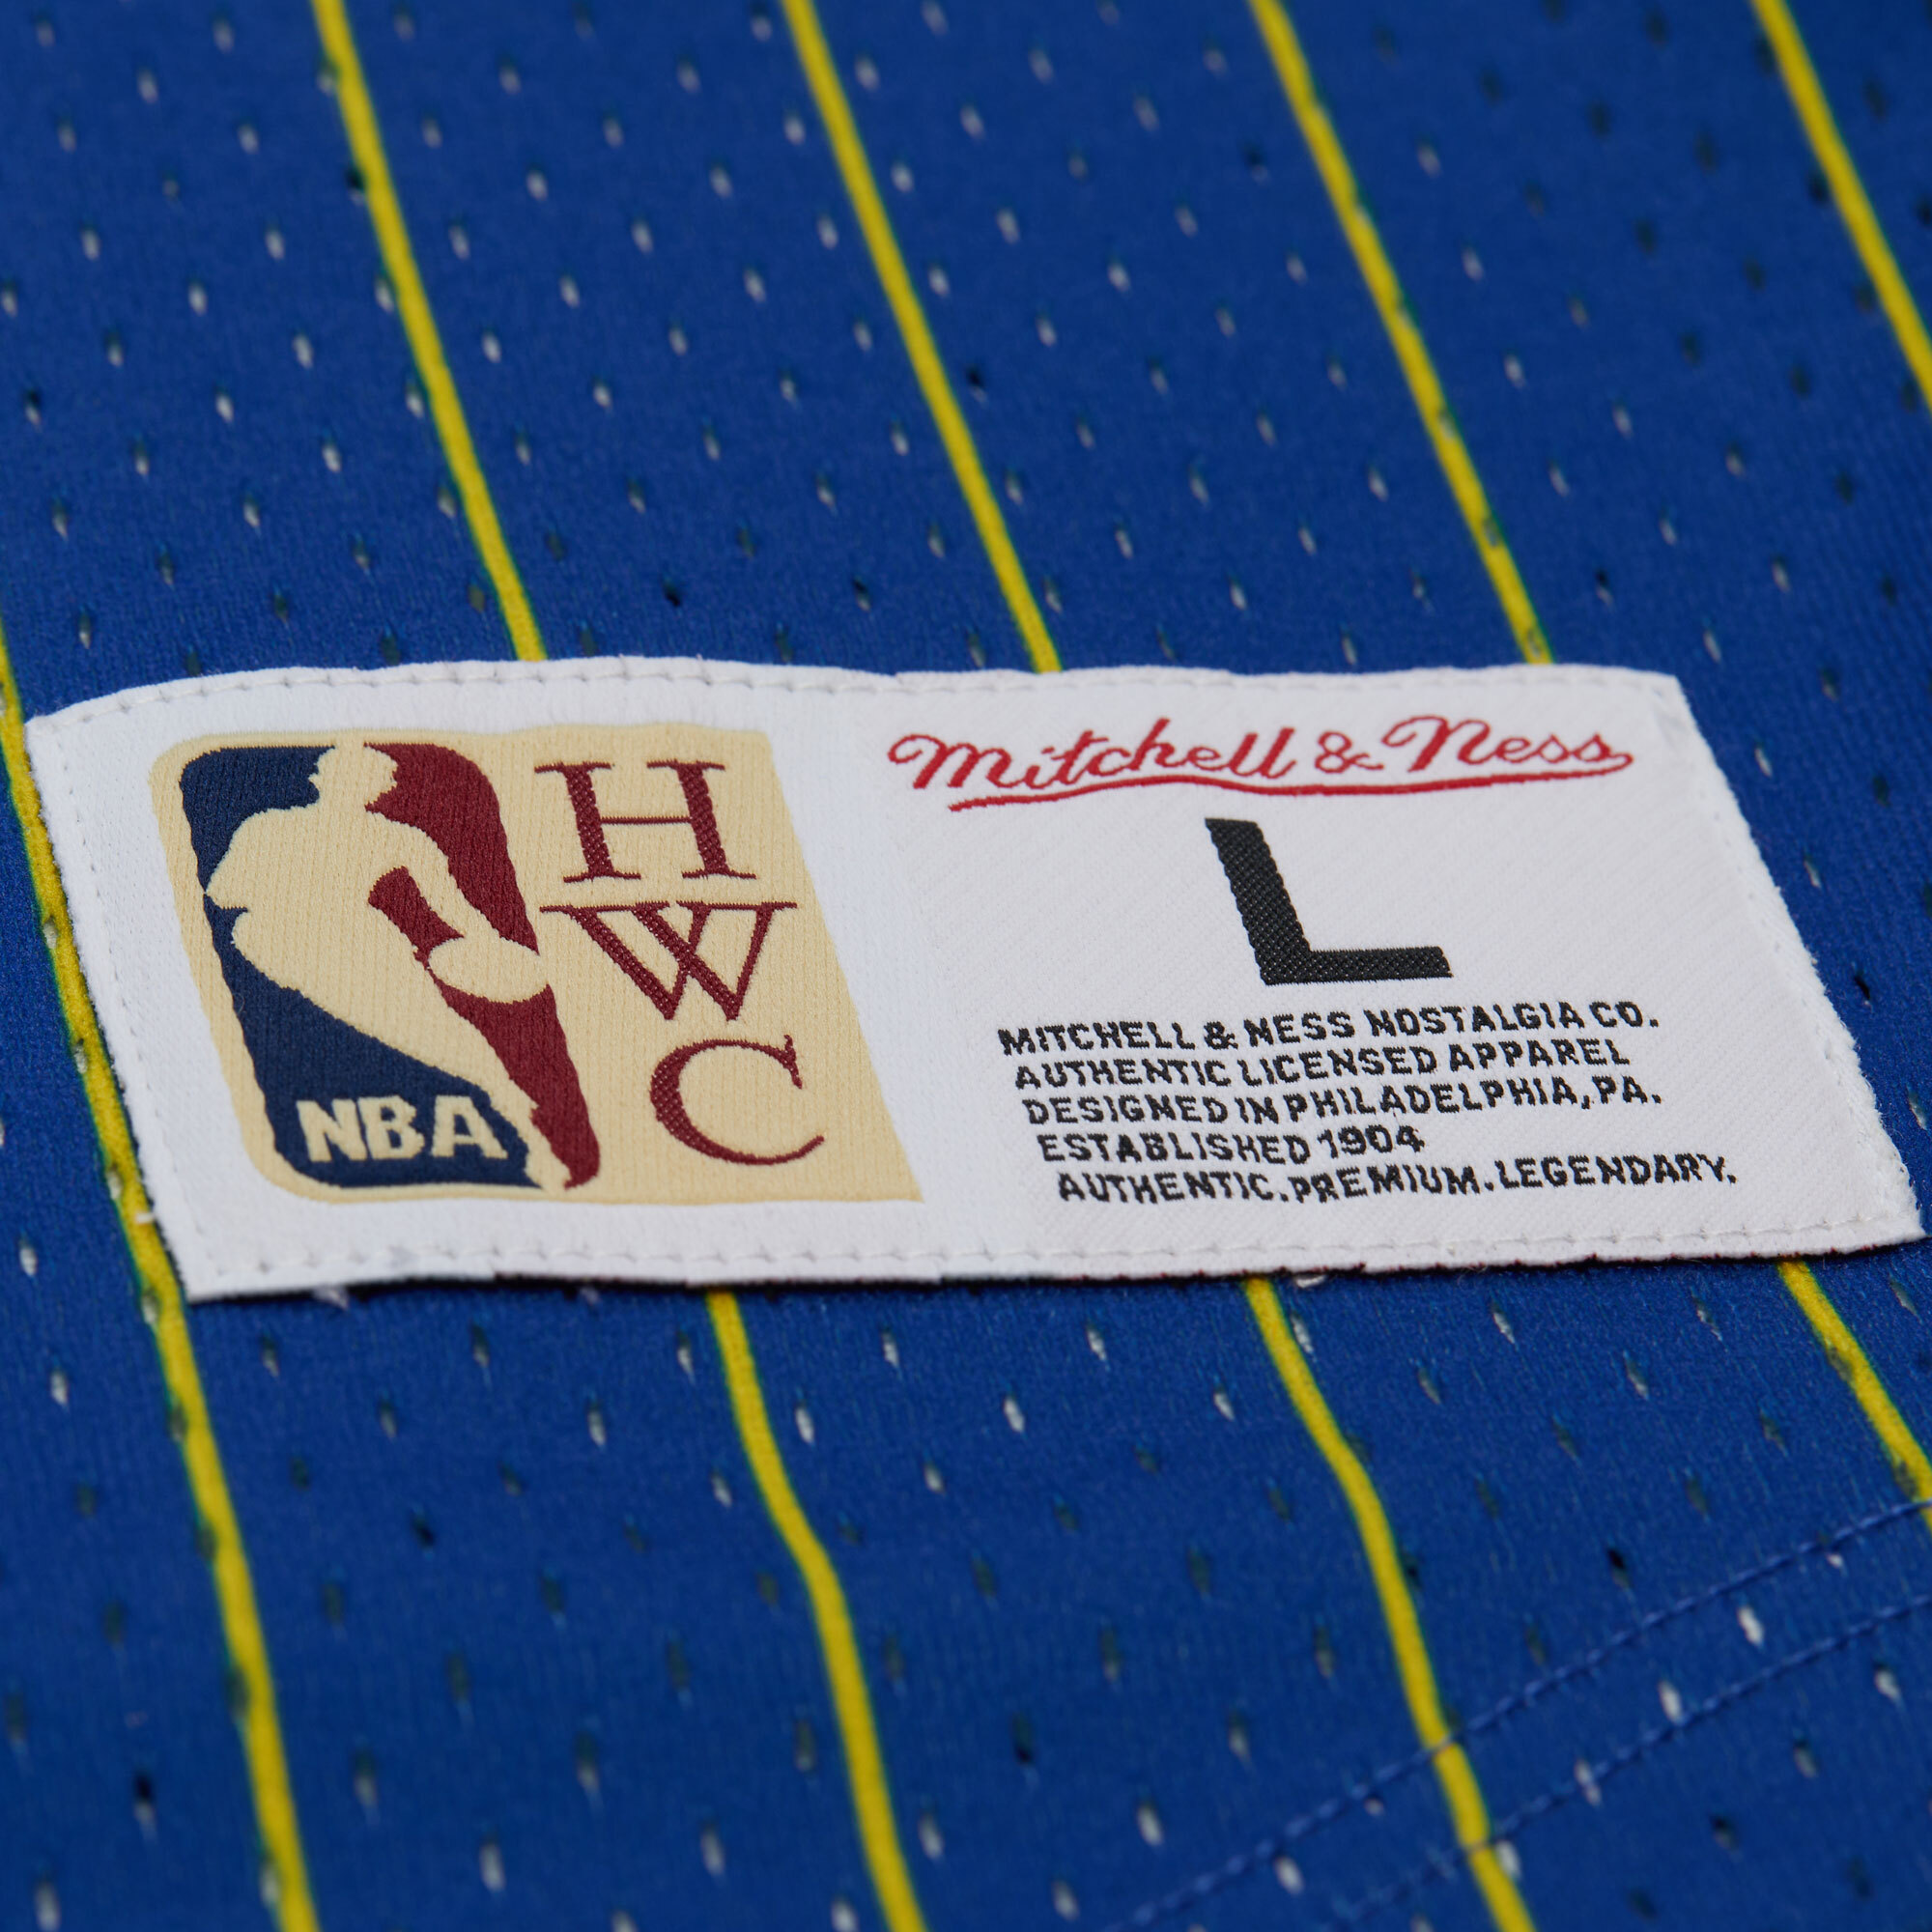 NBA
H
W
C
Mitchell & Ness
L
MITCHELL & NESS NOSTALGIA CO.
AUTHENTIC LICENSED APPAREL
DESIGNED IN PHILADELPHIA, PA.
ESTABLISHED 1904
AUTHENTIC. PREMIUM. LEGENDARY.